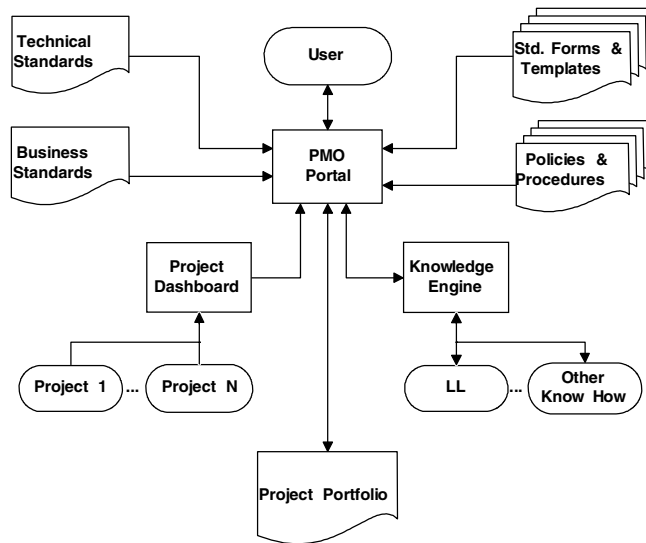 Technical
Standards
User
Std. Forms &
Templates
Business
Standards
PMO
Portal
Policies &
Procedures
Project
Dashboard
Knowledge
Engine
Project 1
...
Project N
LL
...
Other
Know How
Project Portfolio